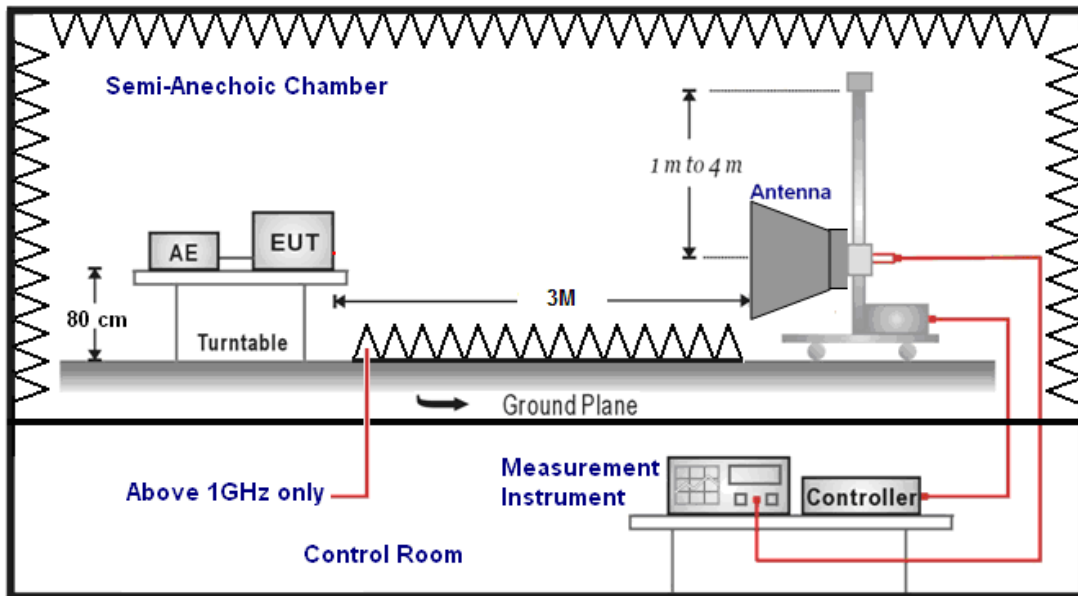 Semi-Anechoic Chamber
1 m to 4 m
Antenna
AE
EUT
80 cm
3M
Turntable
Ground Plane
Above 1GHz only
Measurement
Instrument
Controller
Control Room